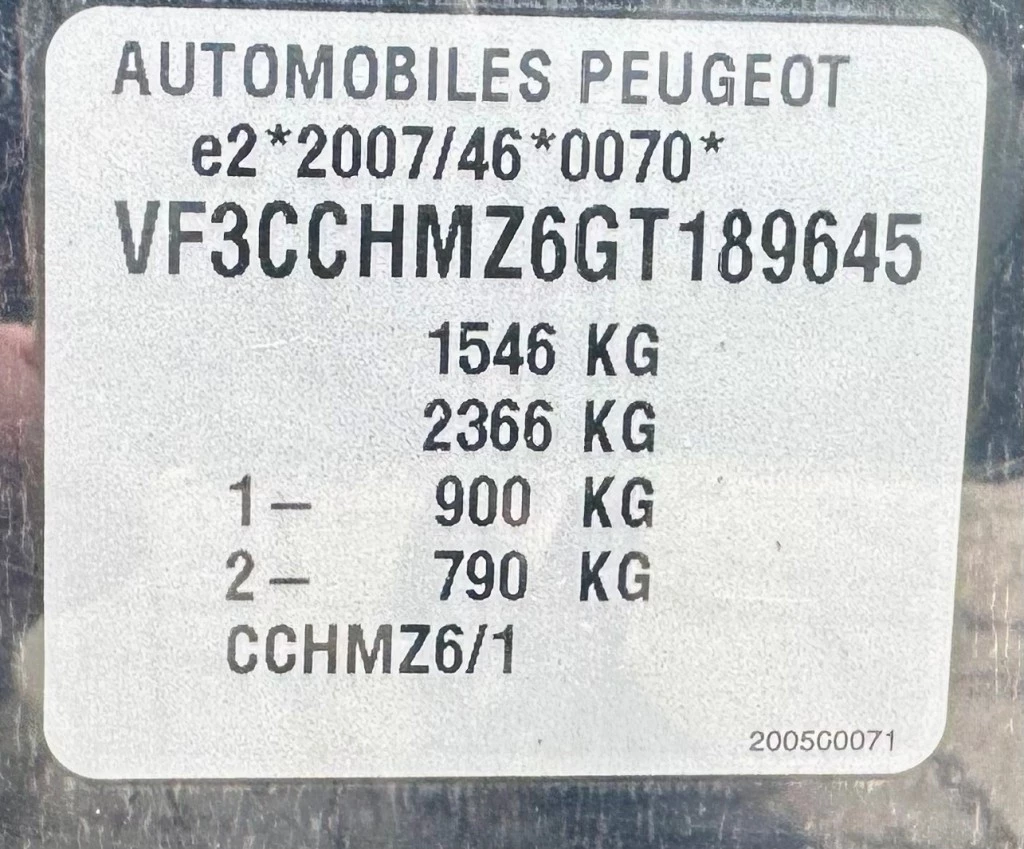 AUTOMOBILES PEUGEOT
e2*2007/46*0070*
VF3CCHMZ6GT189645
1546 KG
2366 KG
1– 900 KG
2– 790 KG
CCHMZ6/1
2005C0071